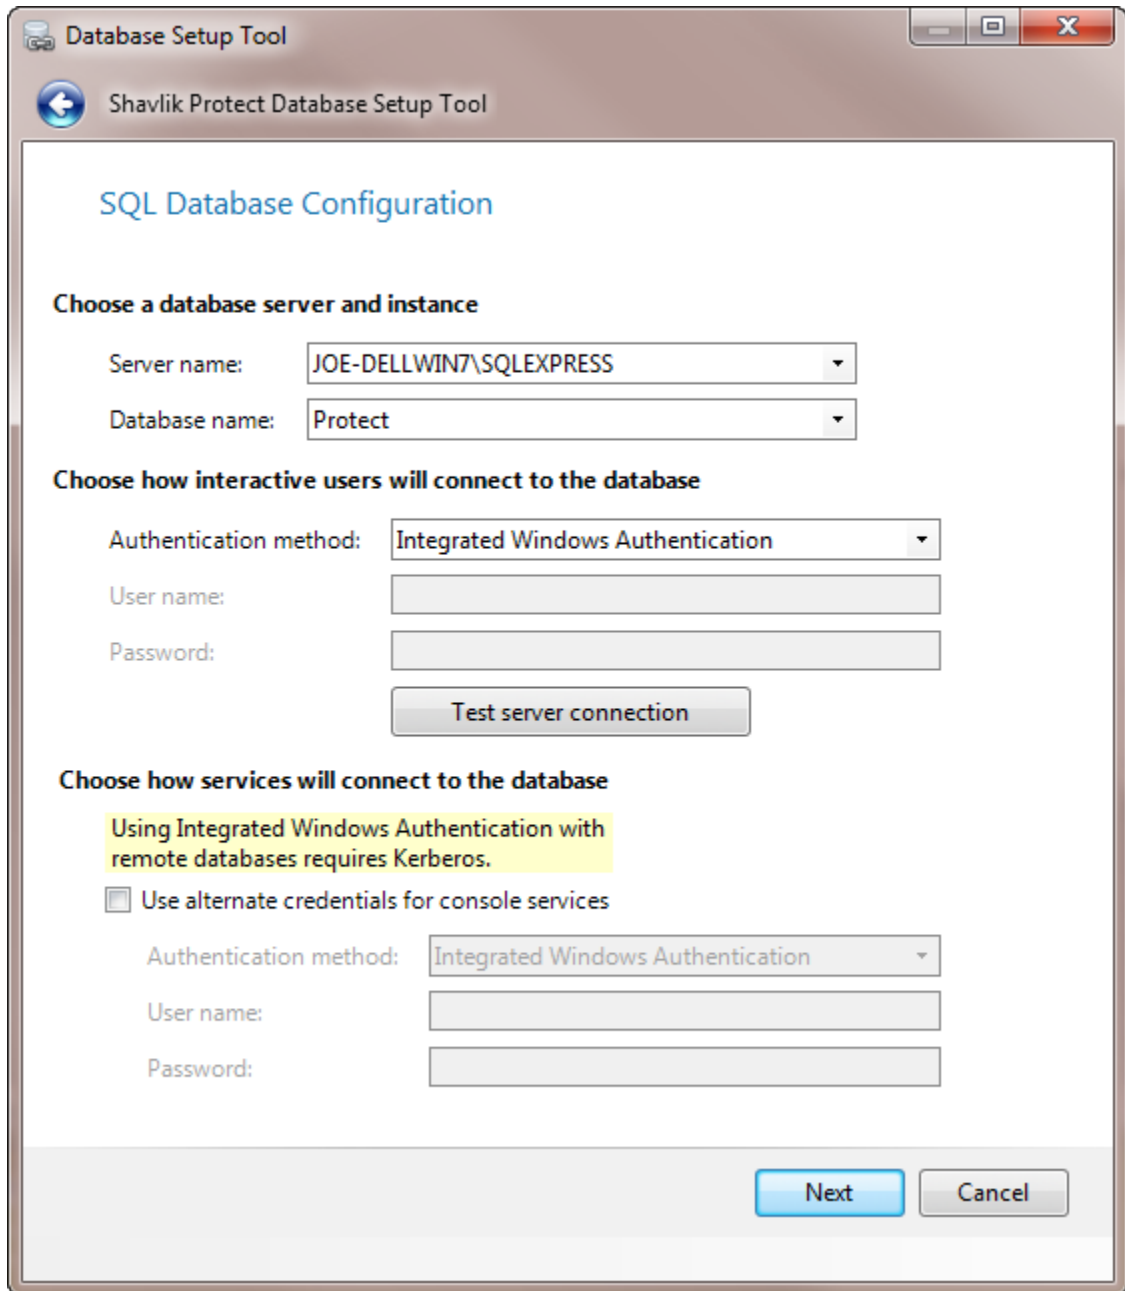 Database Setup Tool
Shavlik Protect Database Setup Tool
SQL Database Configuration
Choose a database server and instance
Server name: JOE-DELLWIN7\SQLEXPRESS
Database name: Protect
Choose how interactive users will connect to the database
Authentication method: Integrated Windows Authentication
User name:
Password:
Test server connection
Choose how services will connect to the database
Using Integrated Windows Authentication with
remote databases requires Kerberos.
Use alternate credentials for console services
Authentication method: Integrated Windows Authentication
User name:
Password:
Next Cancel